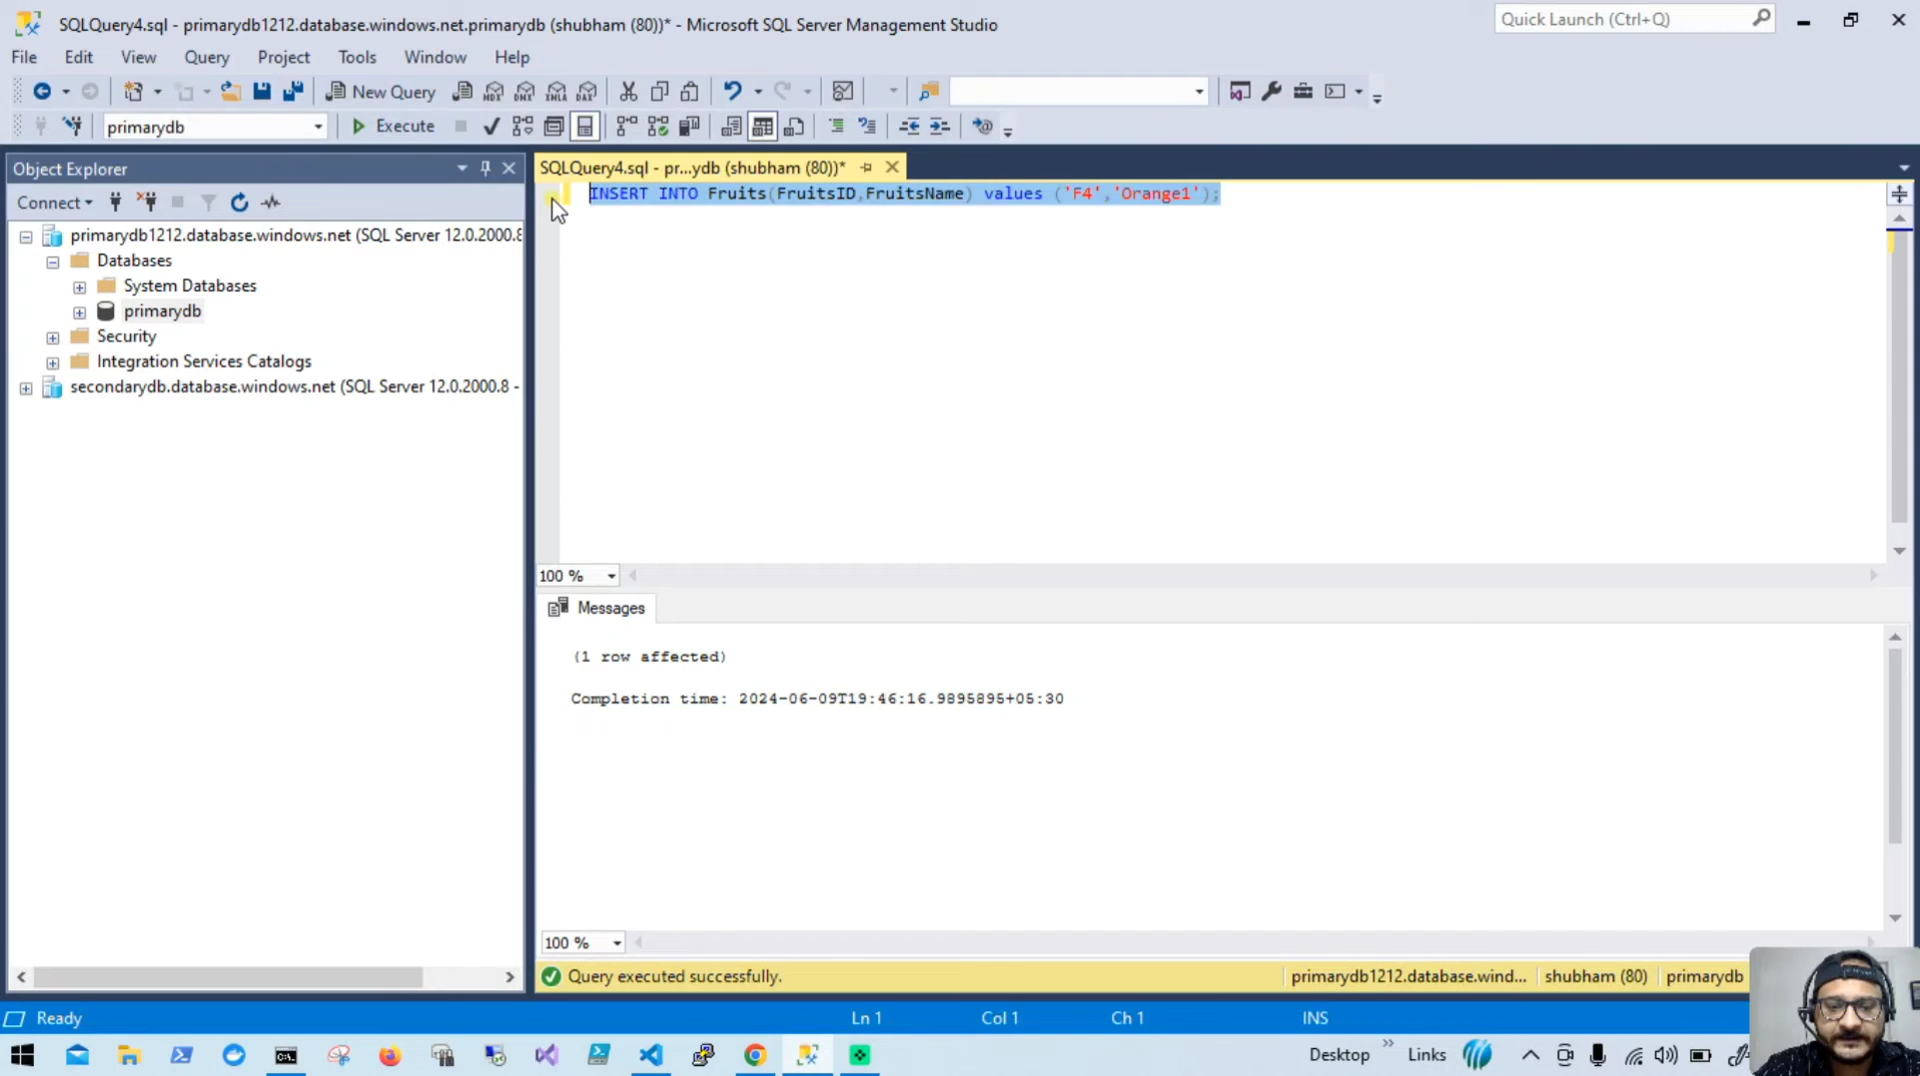 SQLQuery4.sql - primarydb1212.database.windows.net.primarydb (shubham (80))* - Microsoft SQL Server Management Studio
Quick Launch (Ctrl+Q)
File Edit View Query Project Tools Window Help
New Query
MDX DMX XMLA DAX
primarydb
Execute
Object Explorer
SQLQuery4.sql - pr...ydb (shubham (80))*
Connect
INSERT INTO Fruits(FruitsID,FruitsName) values ('F4','Orange1');
primarydb1212.database.windows.net (SQL Server 12.0.2000.8
Databases
System Databases
primarydb
Security
Integration Services Catalogs
secondarydb.database.windows.net (SQL Server 12.0.2000.8 -
100 %
Messages
(1 row affected)
Completion time: 2024-06-09T19:46:16.9895895+05:30
100 %
Query executed successfully.
primarydb1212.database.wind...
shubham (80)
primarydb
Ready
Ln 1
Col 1
Ch 1
INS
Desktop
Links